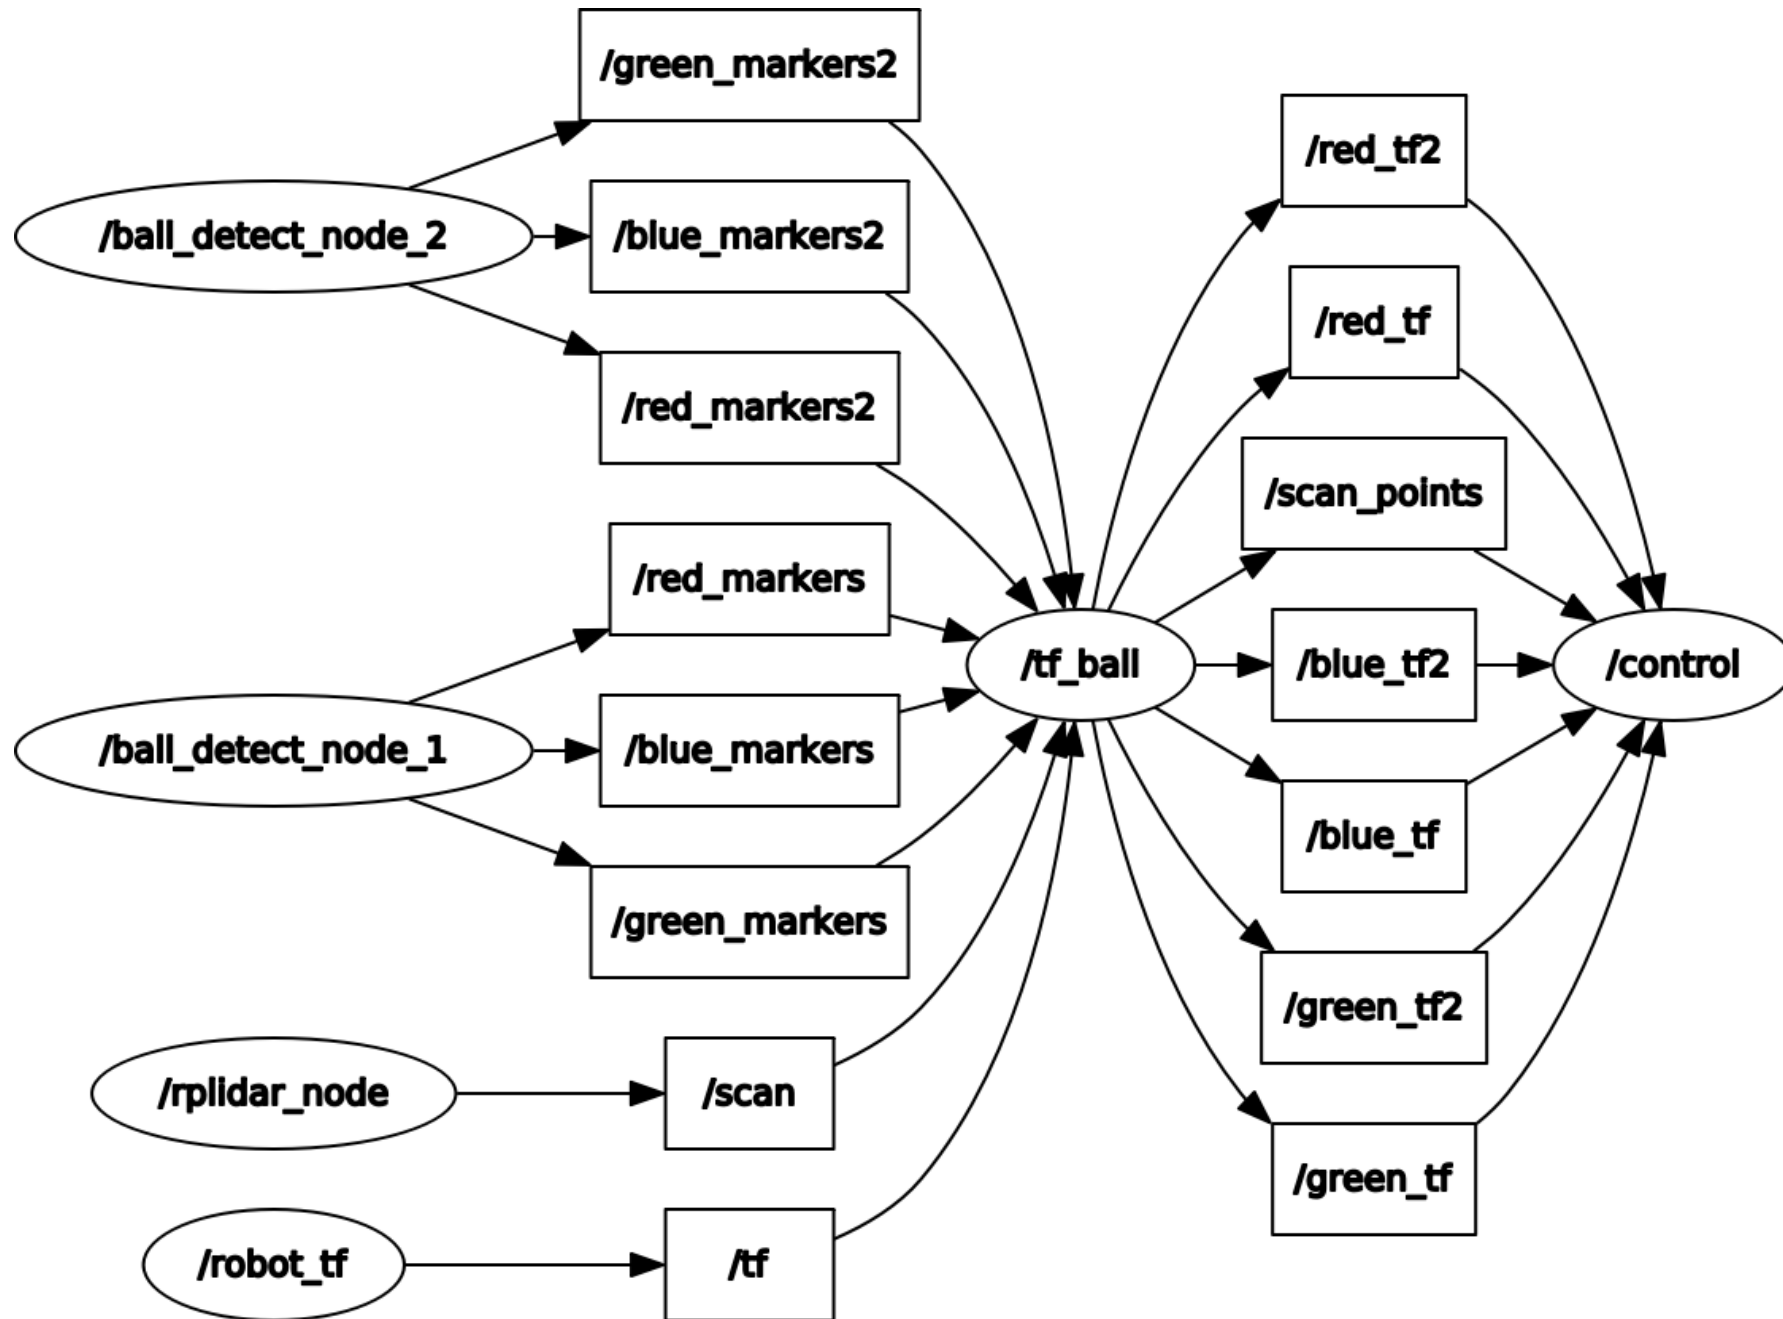 /green_markers2
/ball_detect_node_2
/blue_markers2
/red_markers2
/red_markers
/ball_detect_node_1
/blue_markers
/green_markers
/rplidar_node
/scan
/robot_tf
/tf
/tf_ball
/red_tf2
/red_tf
/scan_points
/blue_tf2
/blue_tf
/green_tf2
/green_tf
/control